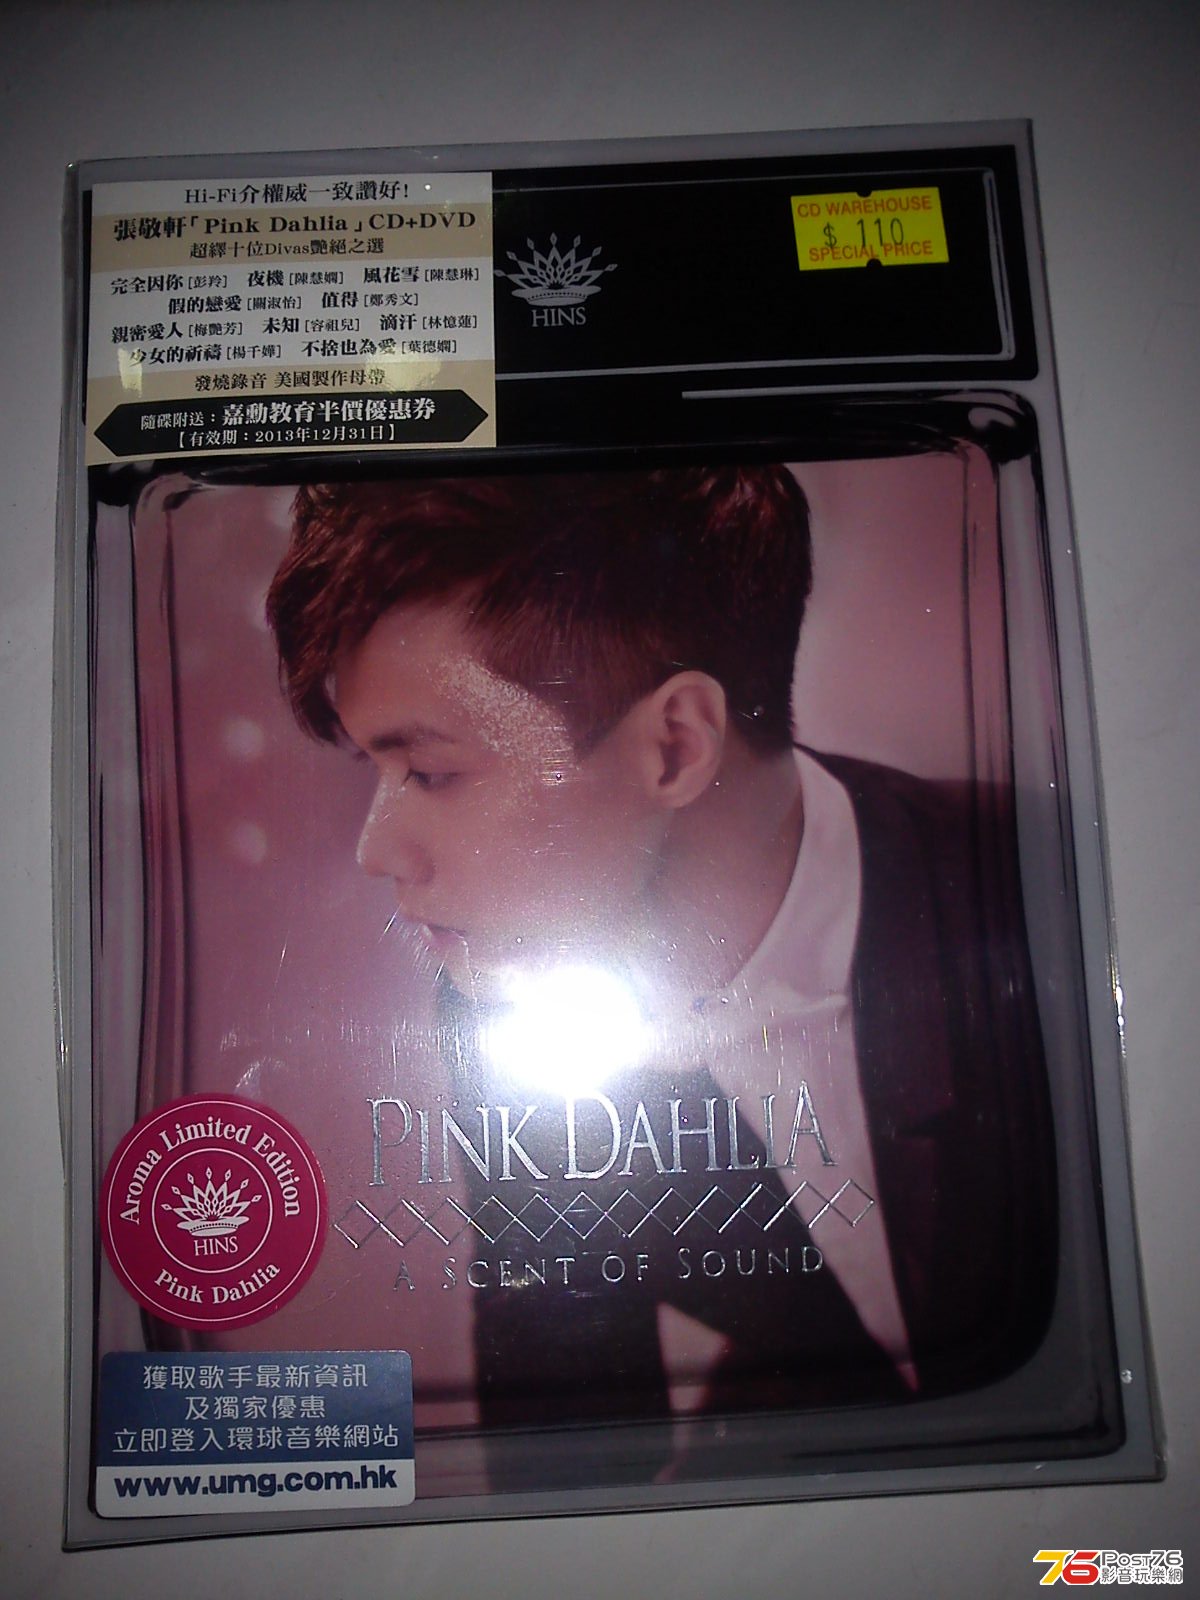 Hi-Fi介權威一致讚好!
張敬軒「Pink Dahlia」CD+DVD
超繹十位Divas艷絕之選
完全因你 [彭羚] 夜機 [陳慧嫻] 風花雪 [陳慧琳]
假的戀愛 [關淑怡] 值得 [鄭秀文]
親密愛人 [梅艷芳] 未知 [容祖兒] 滴汗 [林憶蓮]
少女的祈禱 [楊千嬅] 不捨也為愛 [葉德嫻]
發燒錄音 美國製作母帶
隨碟附送：嘉勳教育半價優惠券
【有效期：2013年12月31日】
HINS
CD WAREHOUSE
$ 110
SPECIAL PRICE
PINK DAHLIA
A SCENT OF SOUND
Aroma Limited Edition
HINS
Pink Dahlia
獲取歌手最新資訊
及獨家優惠
立即登入環球音樂網站
www.umg.com.hk
76 POST76
影音玩樂網